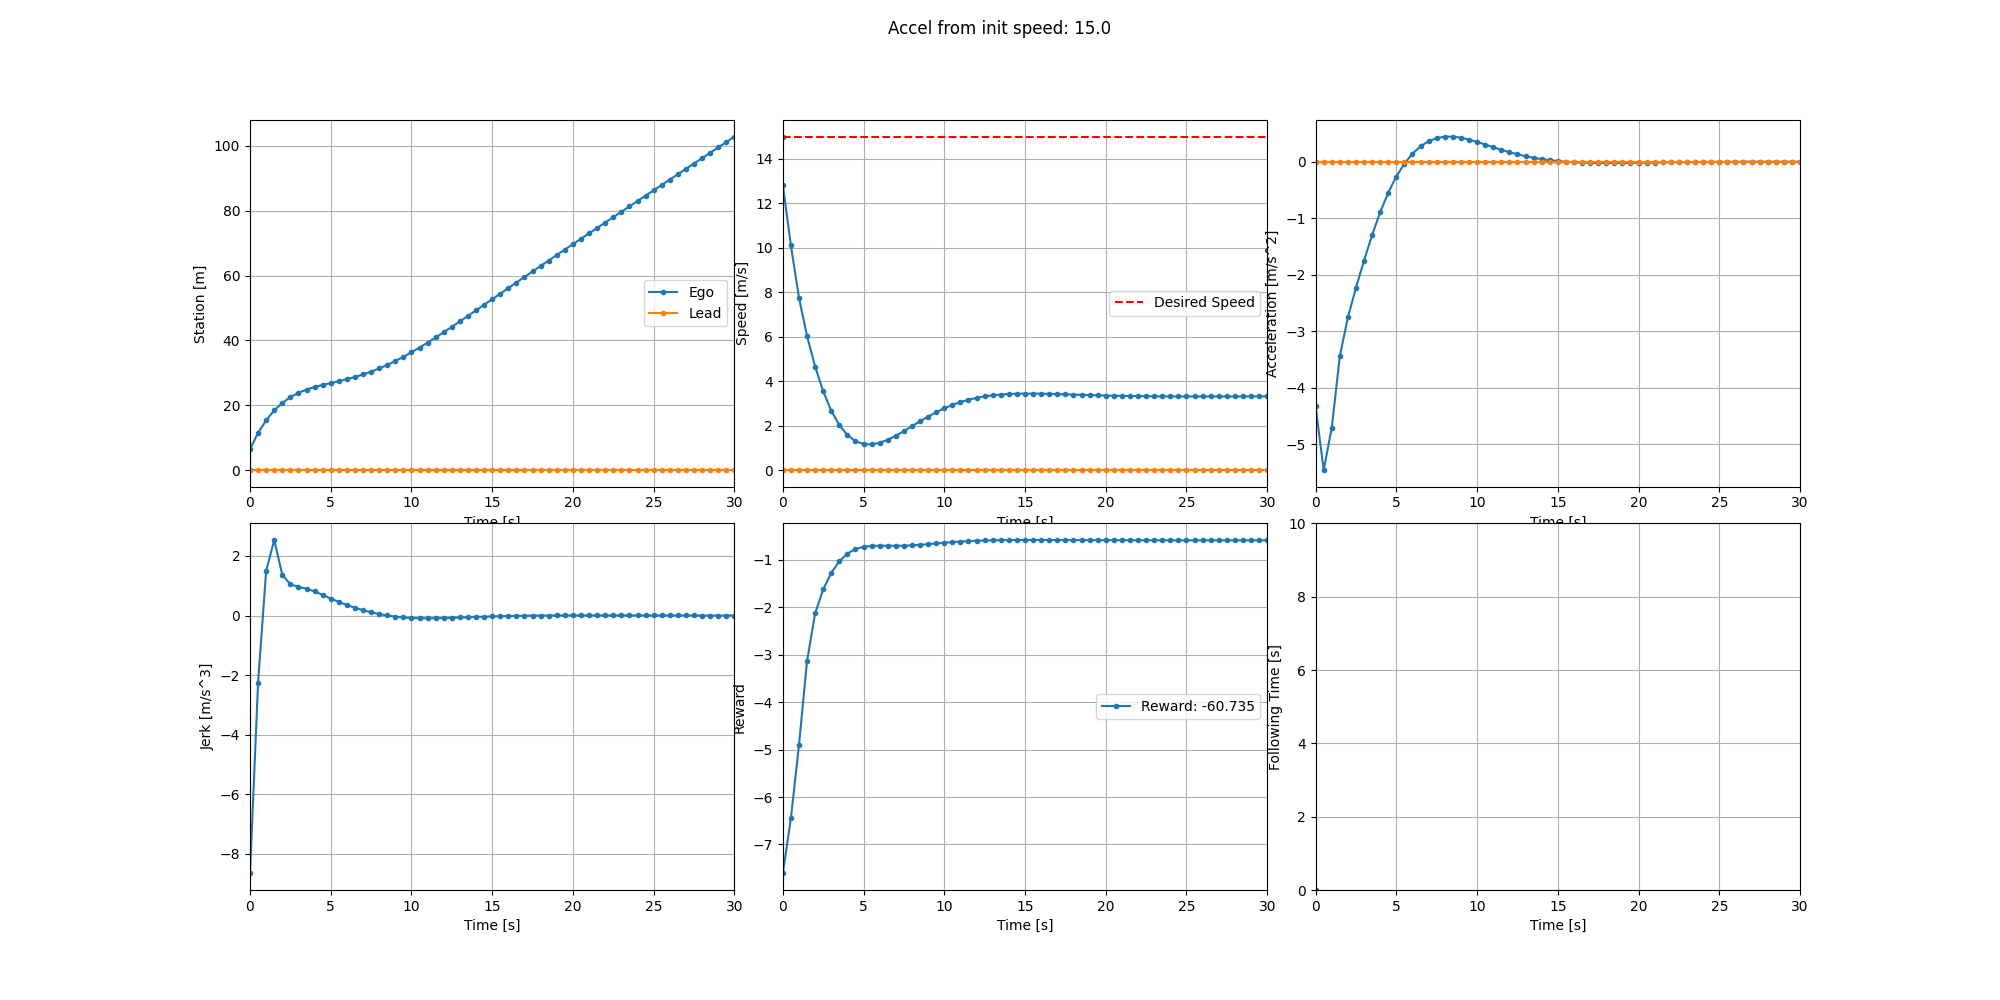 Accel from init speed: 15.0
Station [m]
100
80
60
40
20
0
Ego
Lead
0 5 10 15 20 25 30
Time [s]
Speed [m/s]
14
12
10
8
6
4
2
0
Desired Speed
0 5 10 15 20 25 30
Time [s]
Acceleration [m/s^2]
0
−1
−2
−3
−4
−5
0 5 10 15 20 25 30
Time [s]
Jerk [m/s^3]
2
0
−2
−4
−6
−8
0 5 10 15 20 25 30
Time [s]
Reward
−1
−2
−3
−4
−5
−6
−7
Reward: -60.735
0 5 10 15 20 25 30
Time [s]
Following Time [s]
10
8
6
4
2
0
0 5 10 15 20 25 30
Time [s]